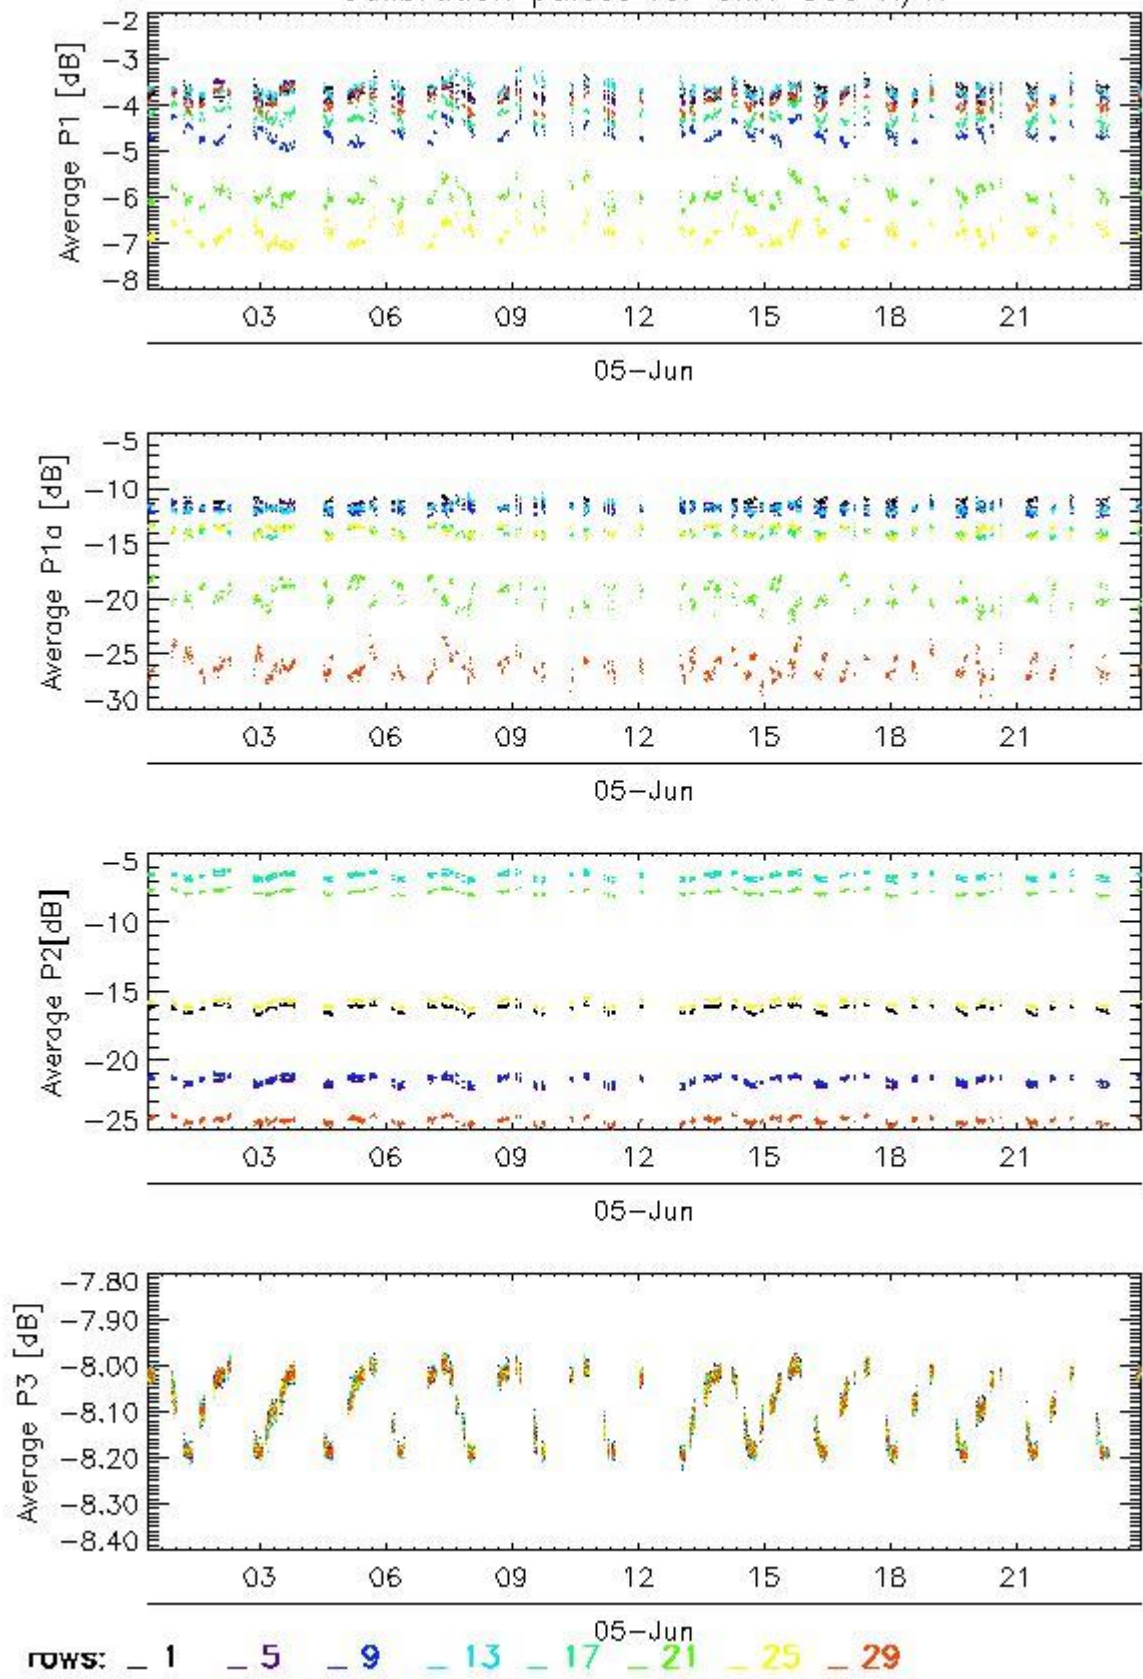 -2
-3
-4
-5
-6
-7
-8
Average P1 [dB]
03 06 09 12 15 18 21
05-Jun
-5
-10
-15
-20
-25
-30
Average P1a [dB]
03 06 09 12 15 18 21
05-Jun
-5
-10
-15
-20
-25
Average P2[dB]
03 06 09 12 15 18 21
05-Jun
-7.80
-7.90
-8.00
-8.10
-8.20
-8.30
-8.40
Average P3 [dB]
03 06 09 12 15 18 21
05-Jun
rows: _ 1 _ 5 _ 9 _ 13 _ 17 _ 21 _ 25 _ 29